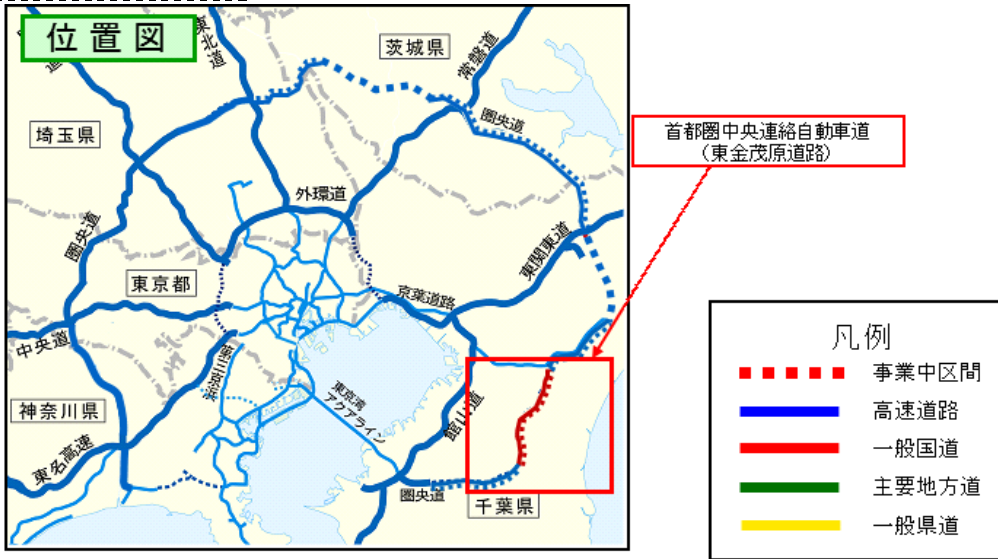 位置図
東北道
道
茨城県
常磐道
埼玉県
圏央道
首都圏中央連絡自動車道
(東金茂原道路)
外環道
圏央道
東京都
東関東道
京葉道路
中央道
第三京浜
東京湾
アクアライン
館山道
神奈川県
東名高速
圏央道
千葉県
凡例
事業中区間
高速道路
一般国道
主要地方道
一般県道